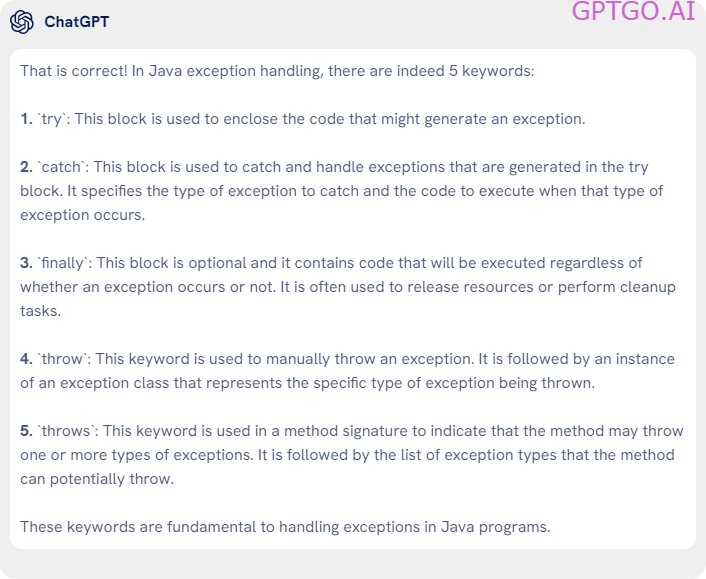 GPTGO.AI
ChatGPT
That is correct! In Java exception handling, there are indeed 5 keywords:
1. `try`: This block is used to enclose the code that might generate an exception.
2. `catch`: This block is used to catch and handle exceptions that are generated in the try
block. It specifies the type of exception to catch and the code to execute when that type of
exception occurs.
3. `finally`: This block is optional and it contains code that will be executed regardless of
whether an exception occurs or not. It is often used to release resources or perform cleanup
tasks.
4. `throw`: This keyword is used to manually throw an exception. It is followed by an instance
of an exception class that represents the specific type of exception being thrown.
5. `throws`: This keyword is used in a method signature to indicate that the method may throw
one or more types of exceptions. It is followed by the list of exception types that the method
can potentially throw.
These keywords are fundamental to handling exceptions in Java programs.